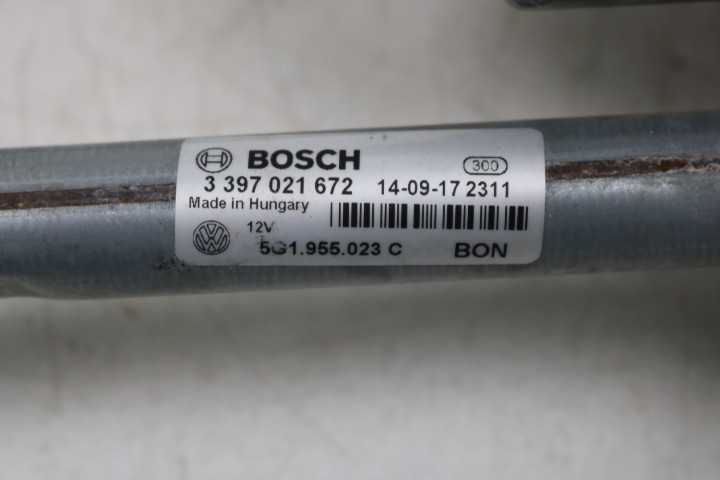 BOSCH 300
3 397 021 672 14-09-17 2311
Made in Hungary
12V
5G1.955.023 C BON